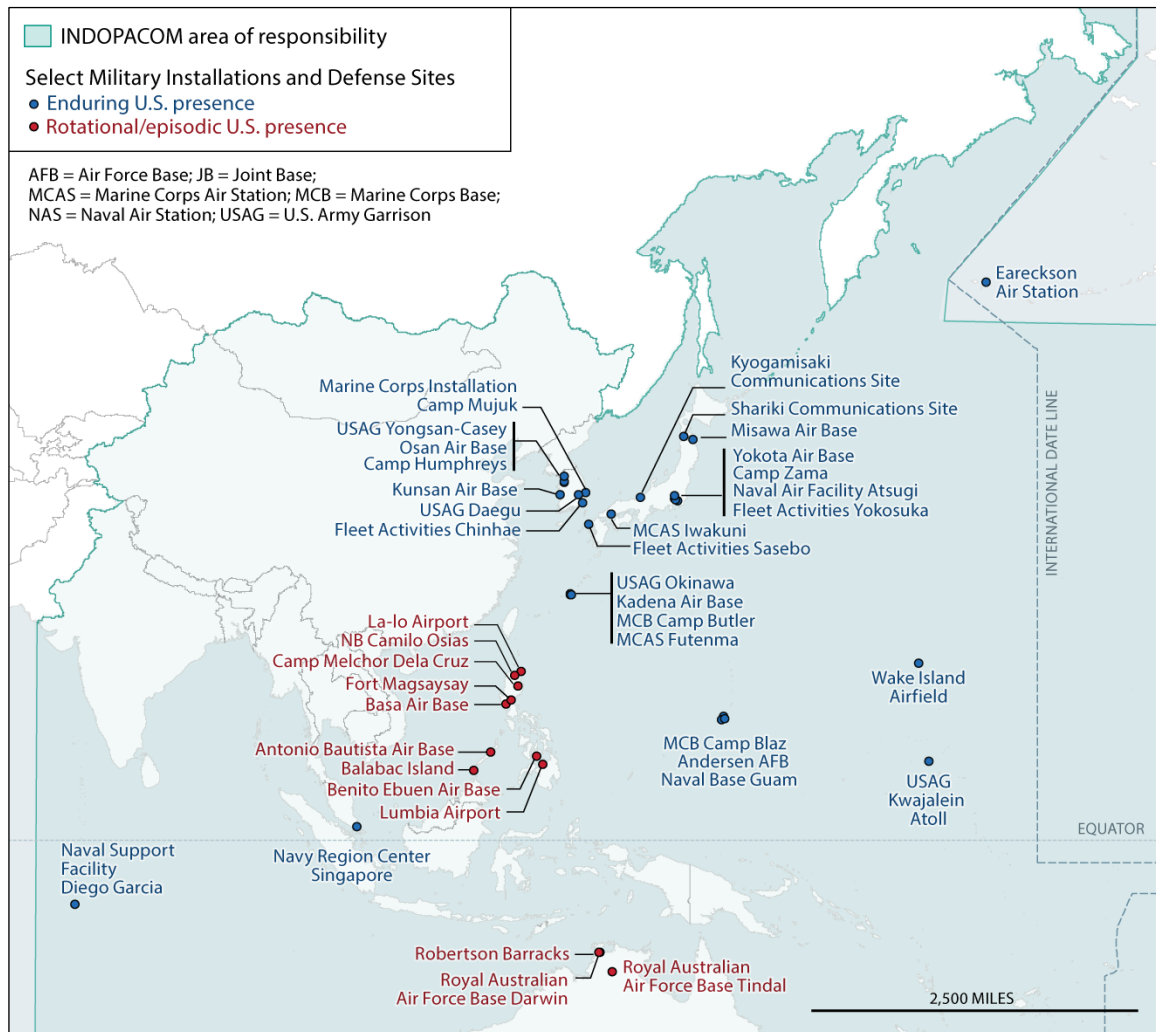 INDOPACOM area of responsibility
Select Military Installations and Defense Sites
Enduring U.S. presence
Rotational/episodic U.S. presence
AFB = Air Force Base; JB = Joint Base;
MCAS = Marine Corps Air Station; MCB = Marine Corps Base;
NAS = Naval Air Station; USAG = U.S. Army Garrison
Eareckson
Air Station
INTERNATIONAL DATE LINE
Kyogamisaki
Communications Site
Shariki Communications Site
Misawa Air Base
Yokota Air Base
Camp Zama
Naval Air Facility Atsugi
Fleet Activities Yokosuka
Marine Corps Installation
Camp Mujuk
USAG Yongsan-Casey
Osan Air Base
Camp Humphreys
Kunsan Air Base
USAG Daegu
Fleet Activities Chinhae
MCAS Iwakuni
Fleet Activities Sasebo
USAG Okinawa
Kadena Air Base
MCB Camp Butler
MCAS Futenma
La-lo Airport
NB Camilo Osias
Camp Melchor Dela Cruz
Fort Magsaysay
Basa Air Base
Antonio Bautista Air Base
Balabac Island
Benito Ebuen Air Base
Lumbia Airport
Wake Island
Airfield
MCB Camp Blaz
Andersen AFB
Naval Base Guam
USAG
Kwajalein
Atoll
EQUATOR
Naval Support
Facility
Diego Garcia
Navy Region Center
Singapore
Robertson Barracks
Royal Australian
Air Force Base Darwin
Royal Australian
Air Force Base Tindal
2,500 MILES